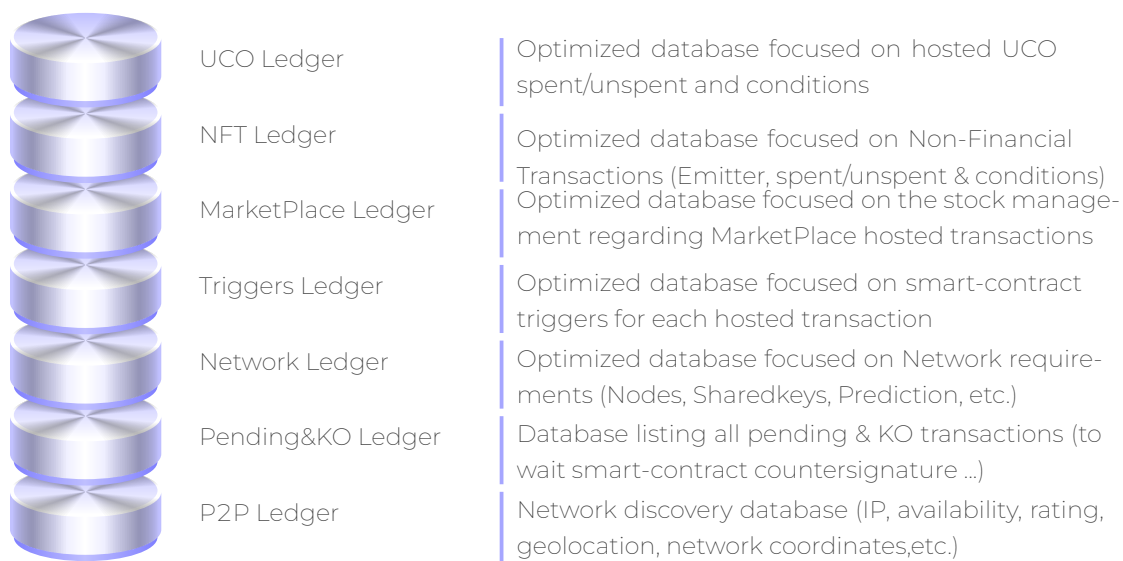 UCO Ledger
Optimized database focused on hosted UCO
spent/unspent and conditions
NFT Ledger
Optimized database focused on Non-Financial
Transactions (Emitter, spent/unspent & conditions)
MarketPlace Ledger
Optimized database focused on the stock manage-
ment regarding MarketPlace hosted transactions
Triggers Ledger
Optimized database focused on smart-contract
triggers for each hosted transaction
Network Ledger
Optimized database focused on Network require-
ments (Nodes, Sharedkeys, Prediction, etc.)
Pending&KO Ledger
Database listing all pending & KO transactions (to
wait smart-contract countersignature ...)
P2P Ledger
Network discovery database (IP, availability, rating,
geolocation, network coordinates,etc.)